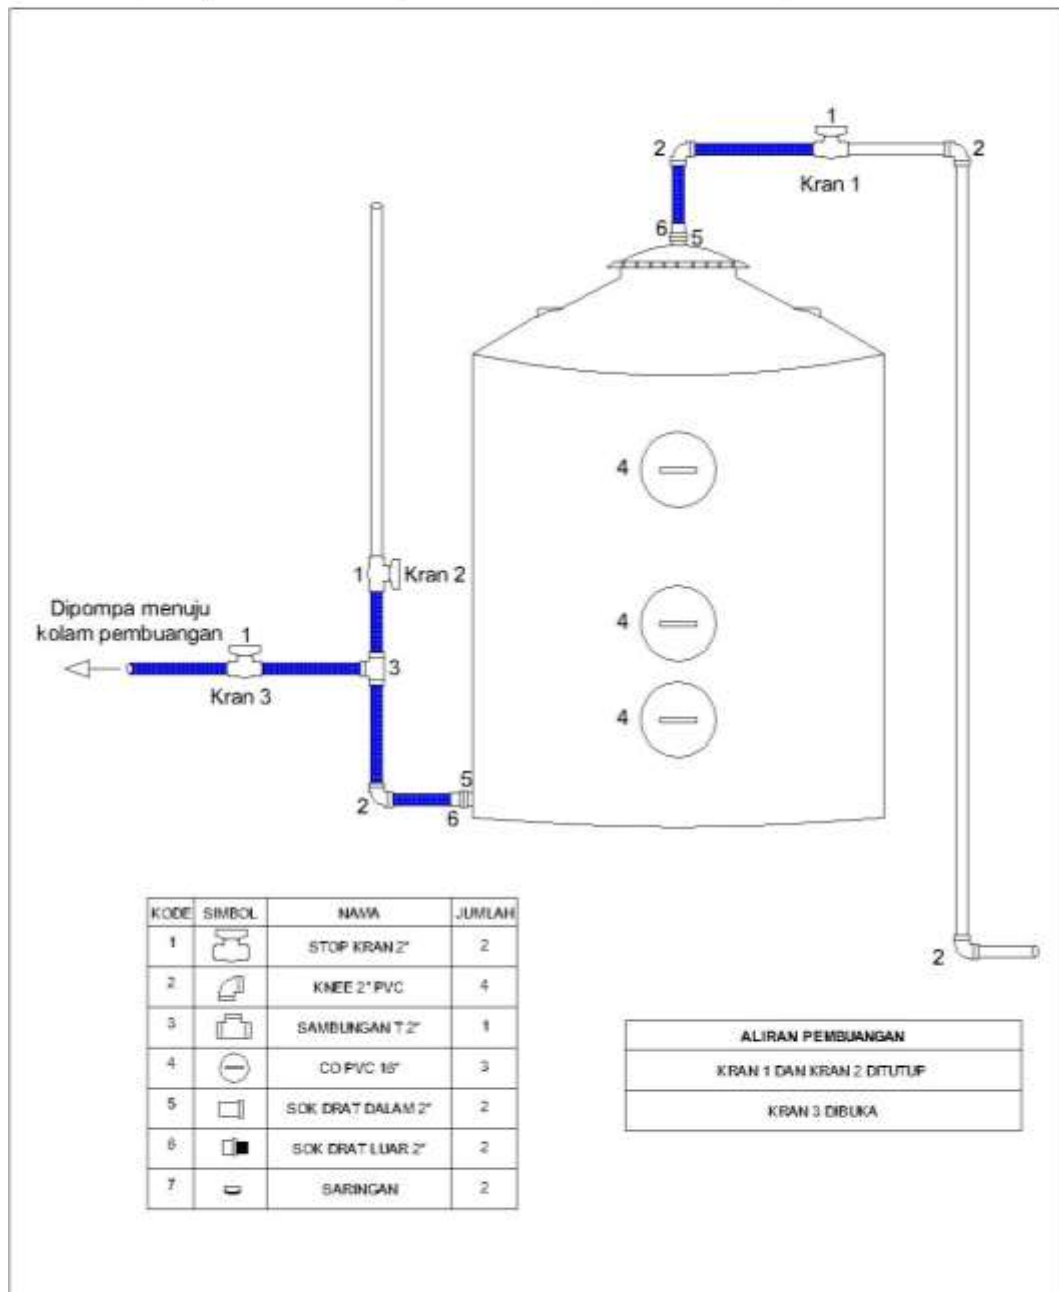 1
2
2
Kran 1
6
5
4
1
Kran 2
Dipompa menuju
kolam pembuangan
1
4
3
Kran 3
4
5
2
6
2
KODE SIMBOL NAMA JUMLAH
1 STOP KRAN 2" 2
2 KNEE 2" PVC 4
3 SAMBUNGAN T 2" 1
4 CO PVC 16" 3
5 SOK DRAT DALAM 2" 2
6 SOK DRAT LUAR 2" 2
7 SARINGAN 2
ALIRAN PEMBUANGAN
KRAN 1 DAN KRAN 2 DITUTUP
KRAN 3 DIBUKA